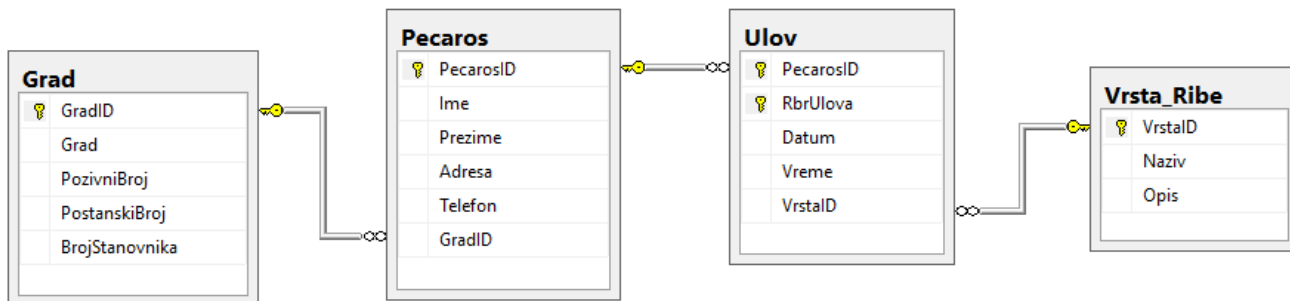 Grad
GradID
Grad
PozivniBroj
PostanskiBroj
BrojStanovnika
Pecaros
PecarosID
Ime
Prezime
Adresa
Telefon
GradID
Ulov
PecarosID
RbrUlova
Datum
Vreme
VrstaID
Vrsta_Ribe
VrstaID
Naziv
Opis